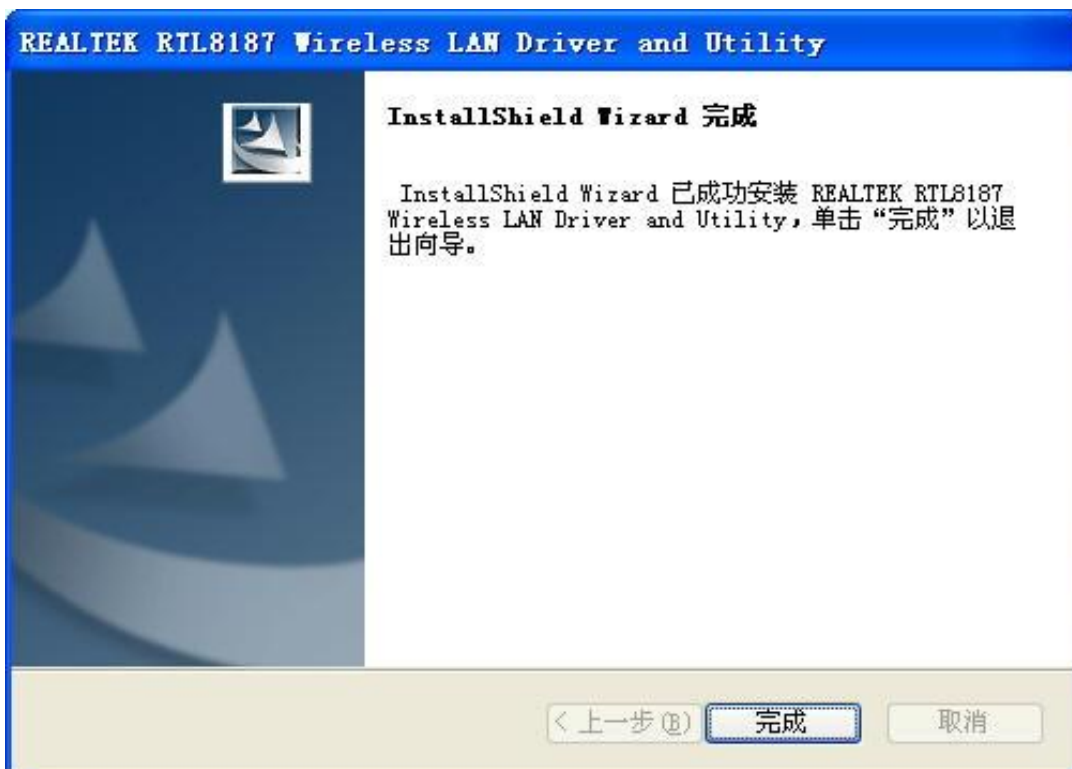 REALTEK RTL8187 Wireless LAN Driver and Utility
InstallShield Wizard 完成
InstallShield Wizard 已成功安装 REALTEK RTL8187
Wireless LAN Driver and Utility，单击“完成”以退
出向导。
< 上一步(B)
完成
取消